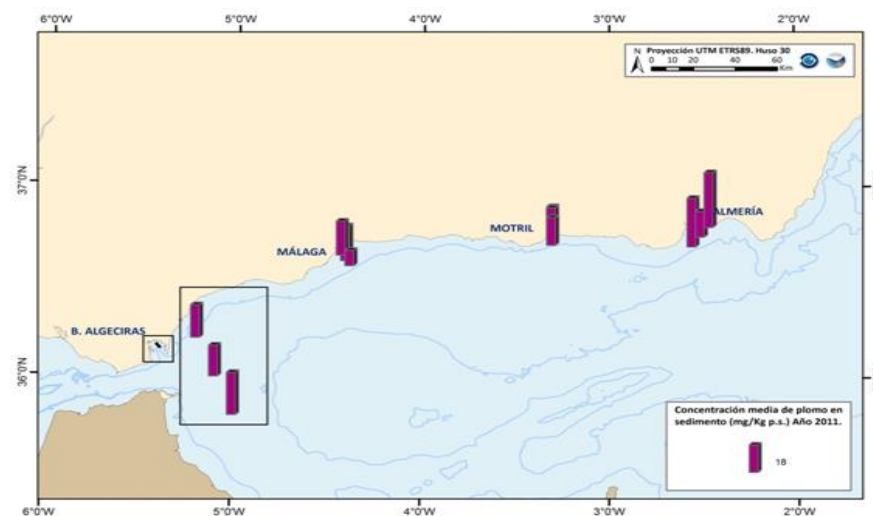 6°0'O 5°0'O 4°0'O 3°0'O 2°0'O
N Proyección UTM ETRS89. Huso 30
0 10 20 40 60
Km
37°0'N
ALMERÍA
MOTRIL
MÁLAGA
B. ALGECIRAS
36°0'N
Concentración media de plomo en
sedimento (mg/Kg p.s.) Año 2011.
18
6°0'O 5°0'O 4°0'O 3°0'O 2°0'O